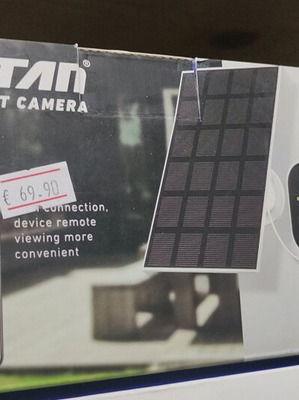 TAN®
T CAMERA
€ 69.90
connection,
device remote
viewing more
convenient